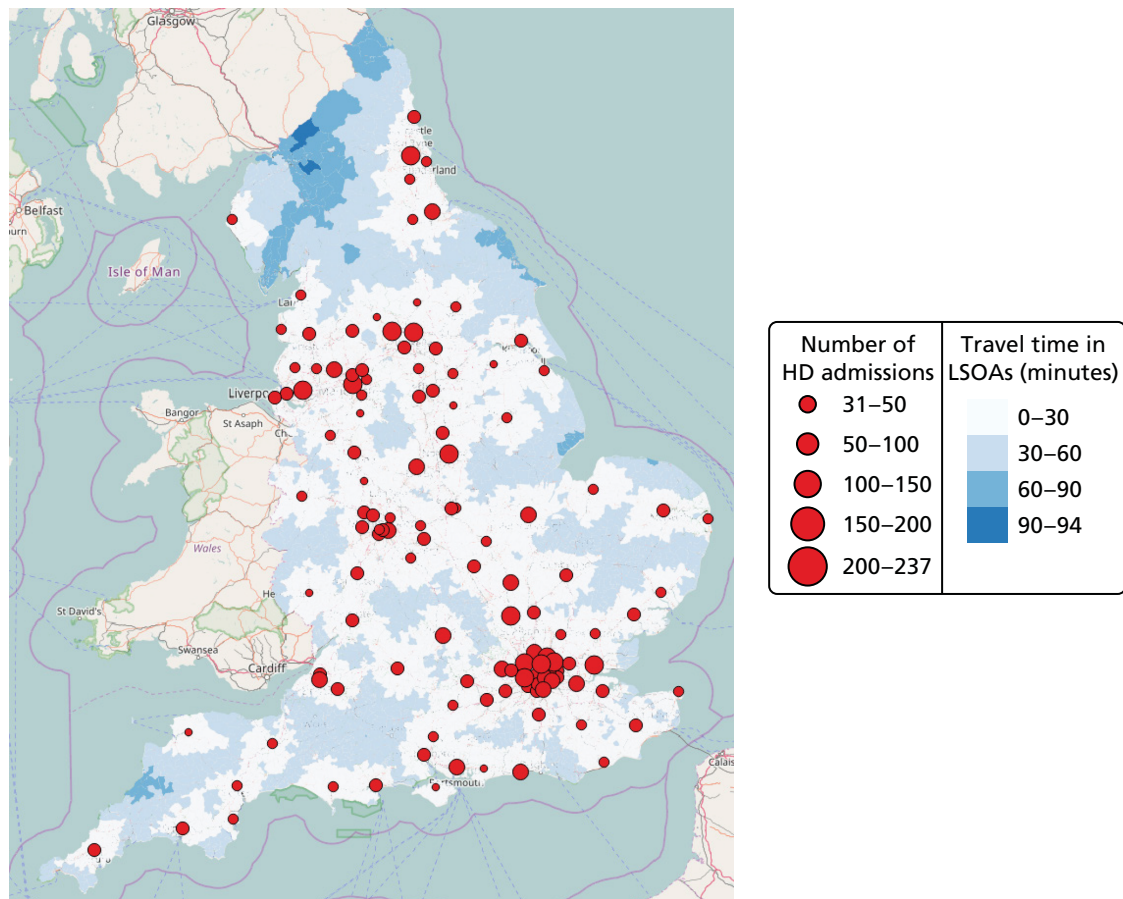 Glasgow
Belfast
Isle of Man
Liverpo
Bangor
St Asaph
Ch
Wales
He
St David's
Swansea
Cardiff
Calais
Number of
HD admissions
31–50
50–100
100–150
150–200
200–237
Travel time in
LSOAs (minutes)
0–30
30–60
60–90
90–94